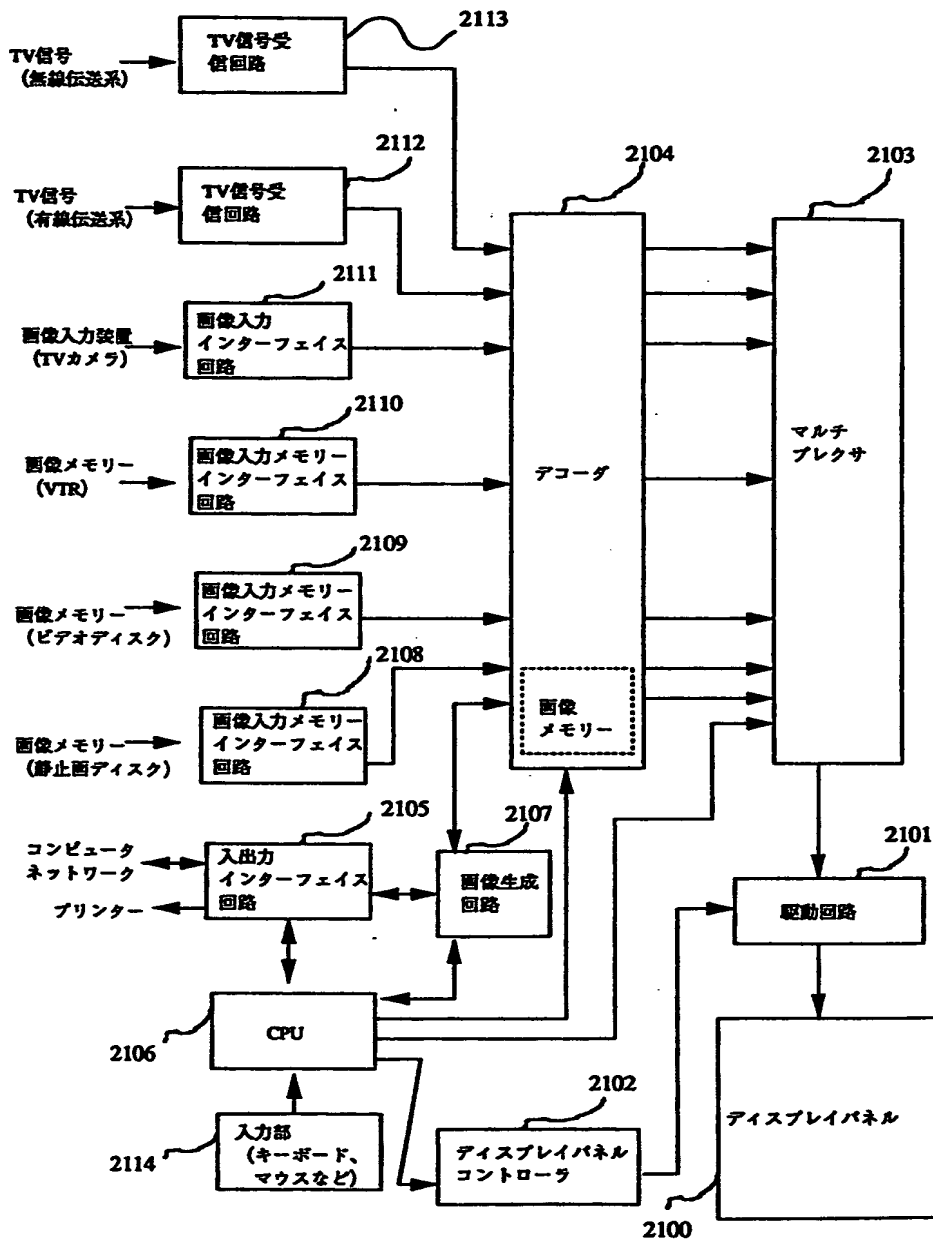 2113
TV信号受
信回路
TV信号
(無線伝送系)
2112
TV信号受
信回路
TV信号
(有線伝送系)
2104
2103
2111
画像入力
インターフェイス
回路
画像入力装置
(TVカメラ)
2110
画像入力メモリー
インターフェイス
回路
画像メモリー
(VTR)
デコーダ
マルチ
プレクサ
2109
画像入力メモリー
インターフェイス
回路
画像メモリー
(ビデオディスク)
2108
画像入力メモリー
インターフェイス
回路
画像メモリー
(静止画ディスク)
画像
メモリー
2105
入出力
インターフェイス
回路
コンピュータ
ネットワーク
プリンター
2107
画像生成
回路
2101
駆動回路
CPU
2106
2102
ディスプレイパネル
コントローラ
入力部
(キーボード、
マウスなど)
2114
ディスプレイパネル
2100